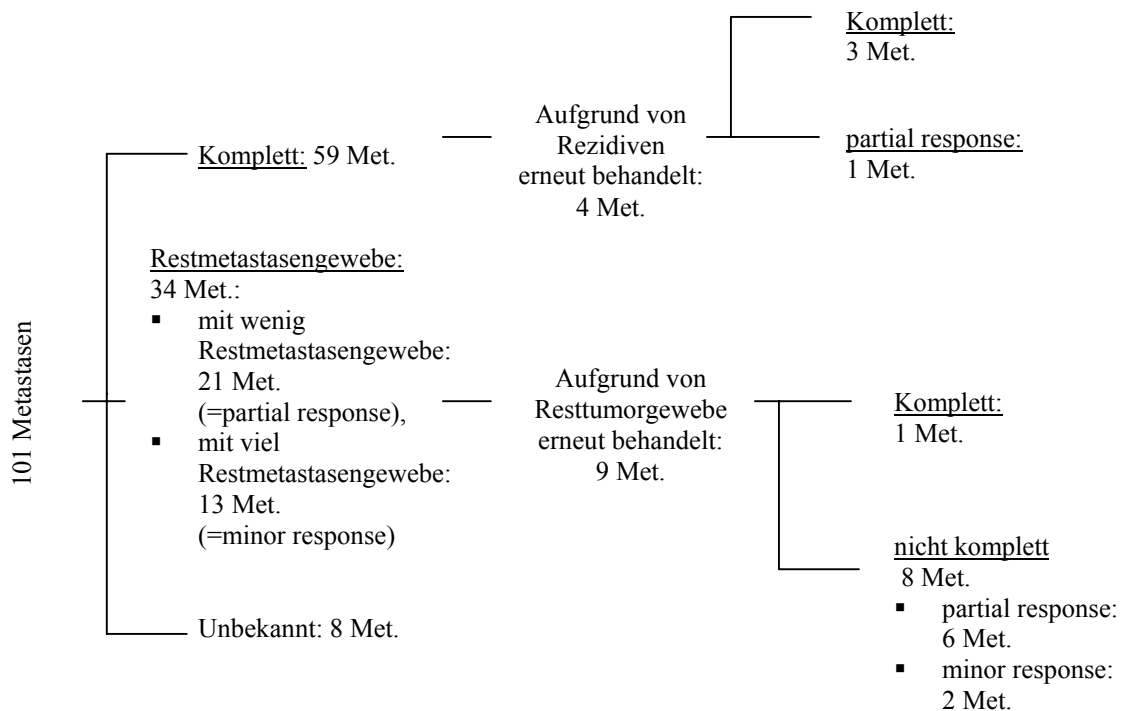 101 Metastasen
Komplett: 59 Met.
Aufgrund von
Rezidiven
erneut behandelt:
4 Met.
Komplett:
3 Met.
partial response:
1 Met.
Restmetastasengewebe:
34 Met.:
▪ mit wenig
Restmetastasengewebe:
21 Met.
(=partial response),
▪ mit viel
Restmetastasengewebe:
13 Met.
(=minor response)
Aufgrund von
Resttumorgewebe
erneut behandelt:
9 Met.
Komplett:
1 Met.
nicht komplett
8 Met.
▪ partial response:
6 Met.
▪ minor response:
2 Met.
Unbekannt: 8 Met.